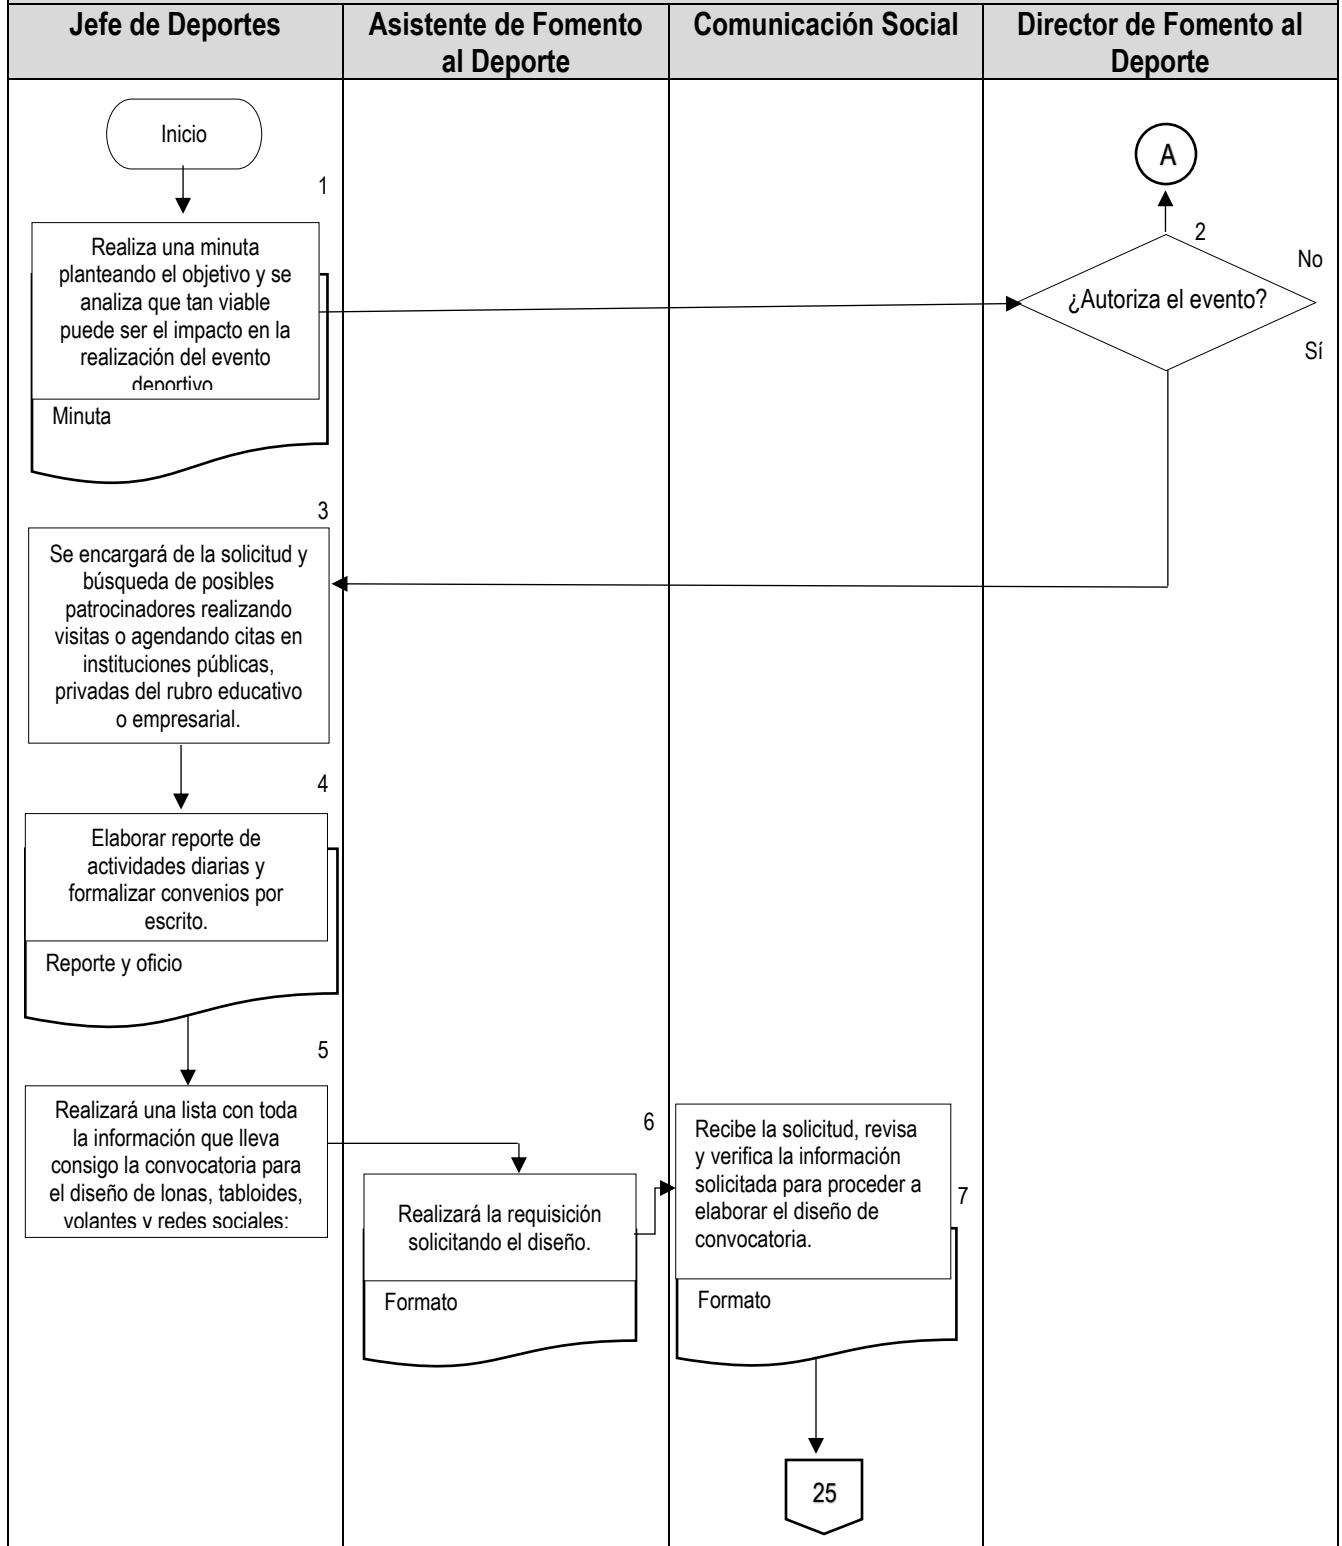 Jefe de Deportes
Asistente de Fomento
al Deporte
Comunicación Social
Director de Fomento al
Deporte
Inicio
A
1
Realiza una minuta
planteando el objetivo y se
analiza que tan viable
puede ser el impacto en la
realización del evento
deportivo
Minuta
2
¿Autoriza el evento?
No
Sí
3
Se encargará de la solicitud y
búsqueda de posibles
patrocinadores realizando
visitas o agendando citas en
instituciones públicas,
privadas del rubro educativo
o empresarial.
4
Elaborar reporte de
actividades diarias y
formalizar convenios por
escrito.
Reporte y oficio
5
Realizará una lista con toda
la información que lleva
consigo la convocatoria para
el diseño de lonas, tabloides,
volantes y redes sociales:
6
Realizará la requisición
solicitando el diseño.
Formato
7
Recibe la solicitud, revisa
y verifica la información
solicitada para proceder a
elaborar el diseño de
convocatoria.
Formato
25